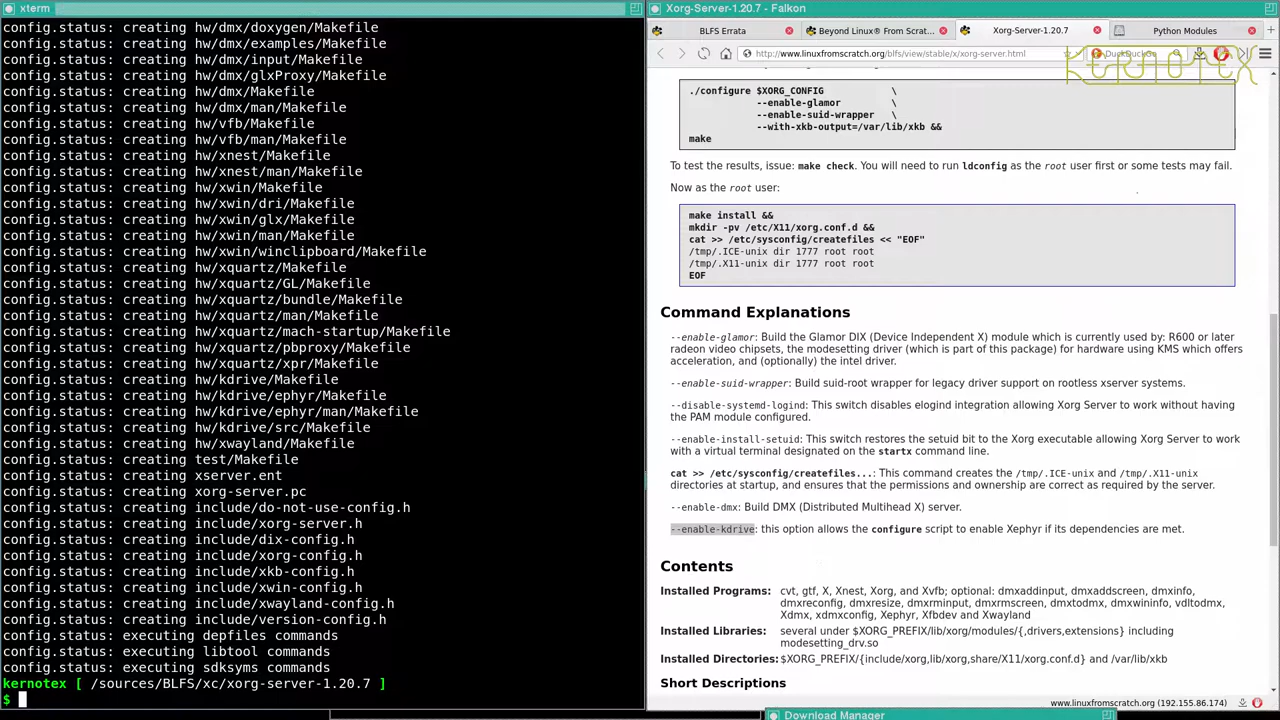 xterm
config.status: creating hw/dmx/doxygen/Makefile
config.status: creating hw/dmx/examples/Makefile
config.status: creating hw/dmx/input/Makefile
config.status: creating hw/dmx/glxProxy/Makefile
config.status: creating hw/dmx/Makefile
config.status: creating hw/dmx/man/Makefile
config.status: creating hw/vfb/Makefile
config.status: creating hw/vfb/man/Makefile
config.status: creating hw/xnest/Makefile
config.status: creating hw/xnest/man/Makefile
config.status: creating hw/xwin/Makefile
config.status: creating hw/xwin/dri/Makefile
config.status: creating hw/xwin/glx/Makefile
config.status: creating hw/xwin/man/Makefile
config.status: creating hw/xwin/winclipboard/Makefile
config.status: creating hw/xquartz/Makefile
config.status: creating hw/xquartz/GL/Makefile
config.status: creating hw/xquartz/bundle/Makefile
config.status: creating hw/xquartz/man/Makefile
config.status: creating hw/xquartz/mach-startup/Makefile
config.status: creating hw/xquartz/pbproxy/Makefile
config.status: creating hw/xquartz/xpr/Makefile
config.status: creating hw/kdrive/Makefile
config.status: creating hw/kdrive/ephyr/Makefile
config.status: creating hw/kdrive/ephyr/man/Makefile
config.status: creating hw/kdrive/src/Makefile
config.status: creating hw/xwayland/Makefile
config.status: creating test/Makefile
config.status: creating xserver.ent
config.status: creating xorg-server.pc
config.status: creating include/do-not-use-config.h
config.status: creating include/xorg-server.h
config.status: creating include/dix-config.h
config.status: creating include/xorg-config.h
config.status: creating include/xkb-config.h
config.status: creating include/xwin-config.h
config.status: creating include/xwayland-config.h
config.status: creating include/version-config.h
config.status: executing depfiles commands
config.status: executing libtool commands
config.status: executing sdksyms commands
kernotex [ /sources/BLFS/xc/xorg-server-1.20.7 ]
$
Xorg-Server-1.20.7 - Falkon
BLFS Errata
Beyond Linux® From Scrat...
Xorg-Server-1.20.7
Python Modules
http://www.linuxfromscratch.org/blfs/view/stable/x/xorg-server.html
DuckDuckGo
KERNOTEX
./configure $XORG_CONFIG \
--enable-glamor \
--enable-suid-wrapper \
--with-xkb-output=/var/lib/xkb &&
make
To test the results, issue: make check. You will need to run ldconfig as the root user first or some tests may fail.
Now as the root user:
make install &&
mkdir -pv /etc/X11/xorg.conf.d &&
cat >> /etc/sysconfig/createfiles << "EOF"
/tmp/.ICE-unix dir 1777 root root
/tmp/.X11-unix dir 1777 root root
EOF
Command Explanations
--enable-glamor: Build the Glamor DIX (Device Independent X) module which is currently used by: R600 or later
radeon video chipsets, the modesetting driver (which is part of this package) for hardware using KMS which offers
acceleration, and (optionally) the intel driver.
--enable-suid-wrapper: Build suid-root wrapper for legacy driver support on rootless xserver systems.
--disable-systemd-logind: This switch disables elogind integration allowing Xorg Server to work without having
the PAM module configured.
--enable-install-setuid: This switch restores the setuid bit to the Xorg executable allowing Xorg Server to work
with a virtual terminal designated on the startx command line.
cat >> /etc/sysconfig/createfiles...: This command creates the /tmp/.ICE-unix and /tmp/.X11-unix
directories at startup, and ensures that the permissions and ownership are correct as required by the server.
--enable-dmx: Build DMX (Distributed Multihead X) server.
--enable-kdrive: this option allows the configure script to enable Xephyr if its dependencies are met.
Contents
Installed Programs: cvt, gtf, X, Xnest, Xorg, and Xvfb; optional: dmxaddinput, dmxaddscreen, dmxinfo,
dmxreconfig, dmxresize, dmxrminput, dmxrmscreen, dmxtodmx, dmxwininfo, vdltodmx,
Xdmx, xdmxconfig, Xephyr, Xfbdev and Xwayland
Installed Libraries: several under $XORG_PREFIX/lib/xorg/modules/{,drivers,extensions} including
modesetting_drv.so
Installed Directories: $XORG_PREFIX/{include/xorg,lib/xorg,share/X11/xorg.conf.d} and /var/lib/xkb
Short Descriptions
www.linuxfromscratch.org (192.155.86.174)
Download Manager